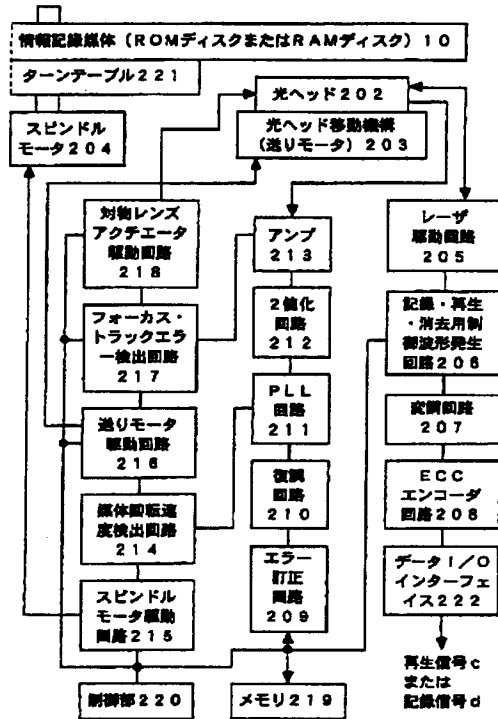 情報記録媒体（ROMディスクまたはRAMディスク）10
ターンテーブル221
スピンドル
モータ204
光ヘッド202
光ヘッド移動機構
（送りモータ）203
対物レンズ
アクチエータ
駆動回路
218
フォーカス・
トラックエラ
ー検出回路
217
送りモータ
駆動回路
216
媒体回転速
度検出回路
214
スピンドル
モータ駆動
回路215
制御部220
アンプ
213
2値化
回路
212
PLL
回路
211
復調
回路
210
エラー
訂正
回路
209
メモリ219
レーザ
駆動回路
205
記録・再生
・消去用制
御波形発生
回路206
変調回路
207
ECC
エンコーダ
回路208
データI/O
インターフェ
イス222
再生信号c
または
記録信号d